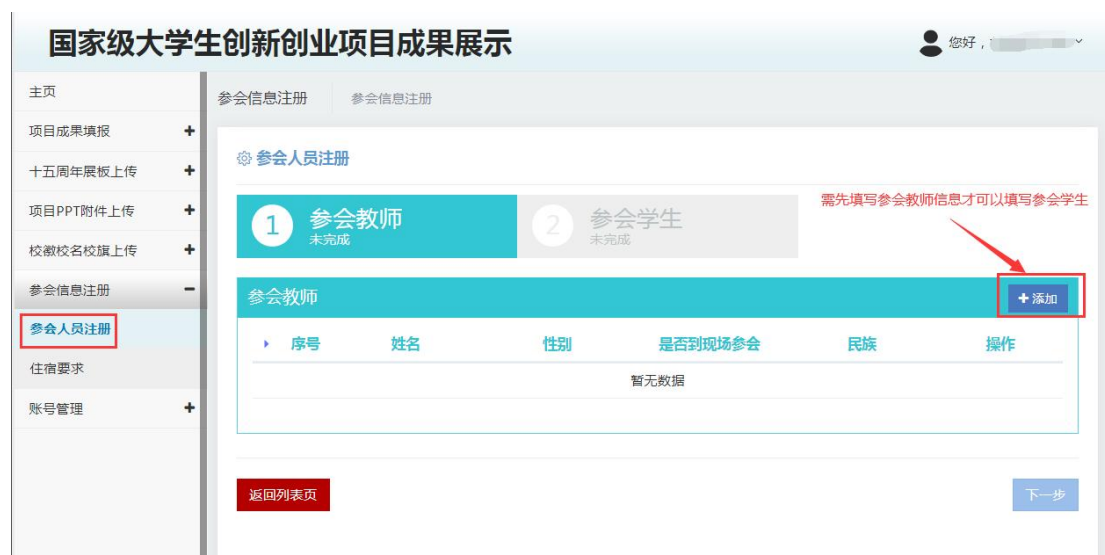 国家级大学生创新创业项目成果展示
您好，
主页
项目成果填报
十五周年展板上传
项目PPT附件上传
校徽校名校旗上传
参会信息注册
参会人员注册
住宿要求
账号管理
参会信息注册 参会信息注册
参会人员注册
需先填写参会教师信息才可以填写参会学生
1 参会教师
未完成
2 参会学生
未完成
参会教师
添加
序号 姓名 性别 是否到现场参会 民族 操作
暂无数据
返回列表页
下一步